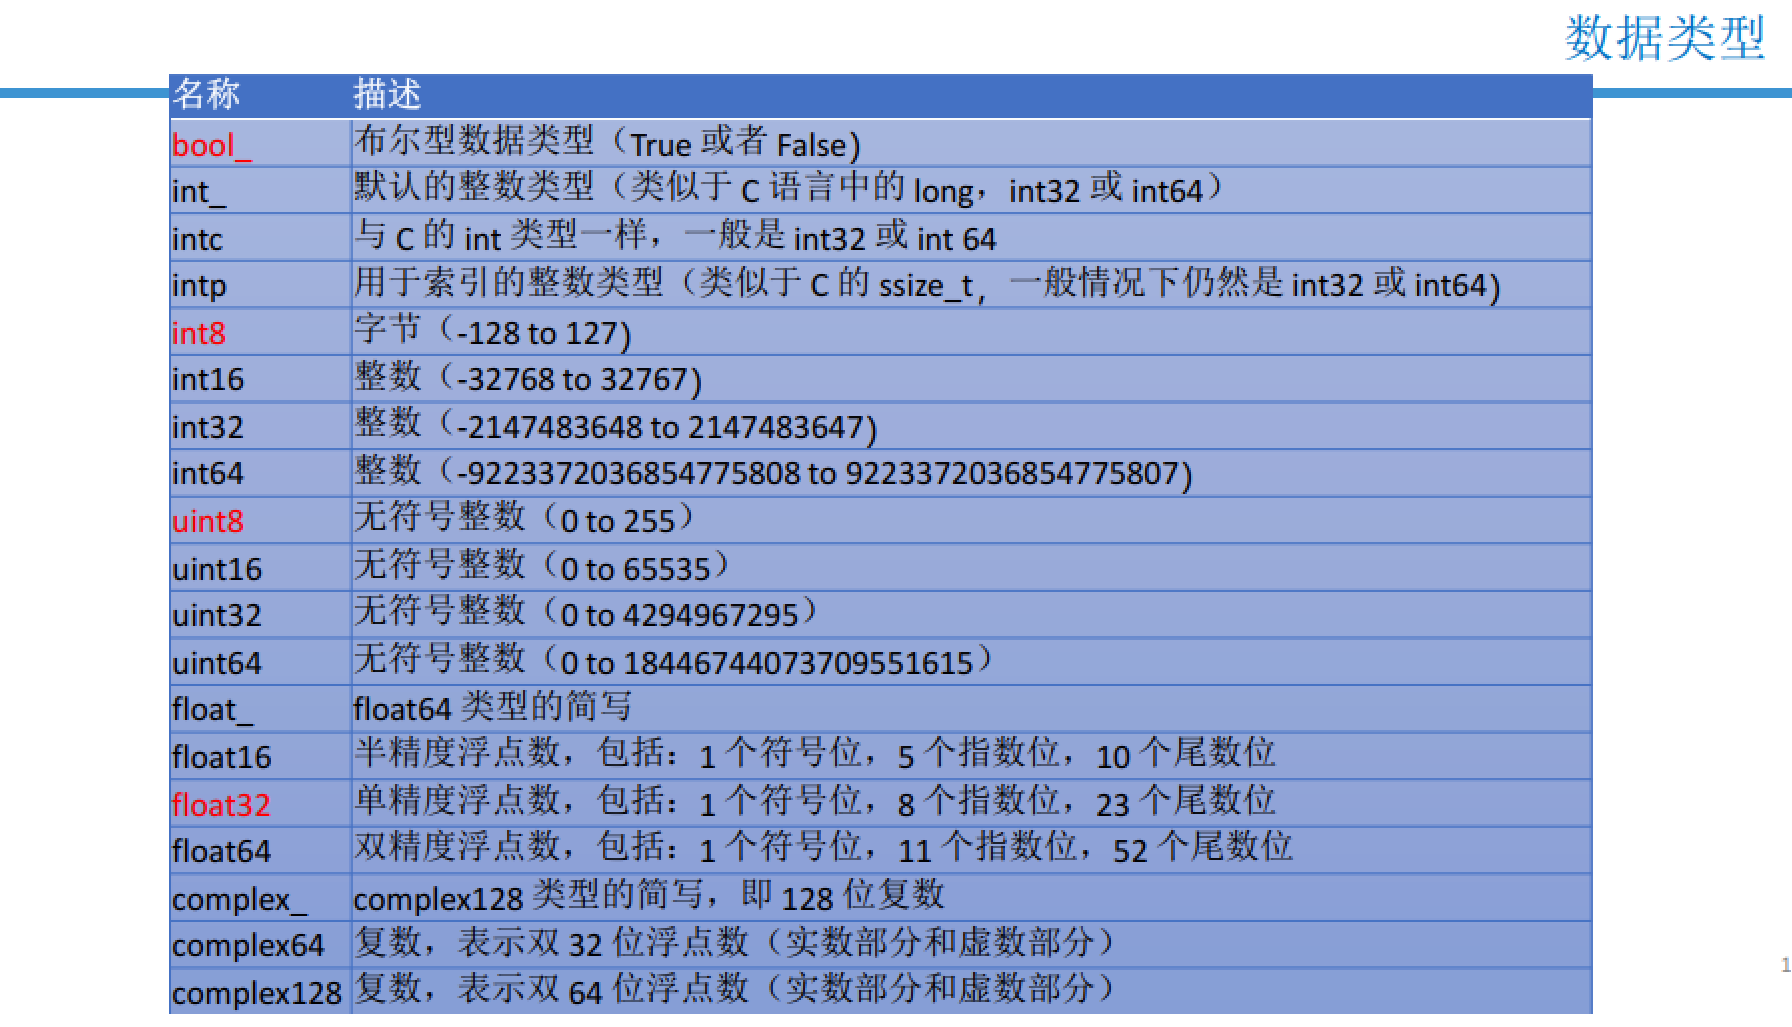 数据类型
名称 描述
bool_ 布尔型数据类型（True 或者 False)
int_ 默认的整数类型（类似于 C 语言中的 long，int32 或 int64）
intc 与 C 的 int 类型一样，一般是 int32 或 int 64
intp 用于索引的整数类型（类似于 C 的 ssize_t，一般情况下仍然是 int32 或 int64)
int8 字节（-128 to 127)
int16 整数（-32768 to 32767)
int32 整数（-2147483648 to 2147483647)
int64 整数（-9223372036854775808 to 9223372036854775807)
uint8 无符号整数（0 to 255）
uint16 无符号整数（0 to 65535）
uint32 无符号整数（0 to 4294967295）
uint64 无符号整数（0 to 18446744073709551615）
float_ float64 类型的简写
float16 半精度浮点数，包括：1 个符号位，5 个指数位，10 个尾数位
float32 单精度浮点数，包括：1 个符号位，8 个指数位，23 个尾数位
float64 双精度浮点数，包括：1 个符号位，11 个指数位，52 个尾数位
complex_ complex128 类型的简写，即 128 位复数
complex64 复数，表示双 32 位浮点数（实数部分和虚数部分）
complex128 复数，表示双 64 位浮点数（实数部分和虚数部分）
1